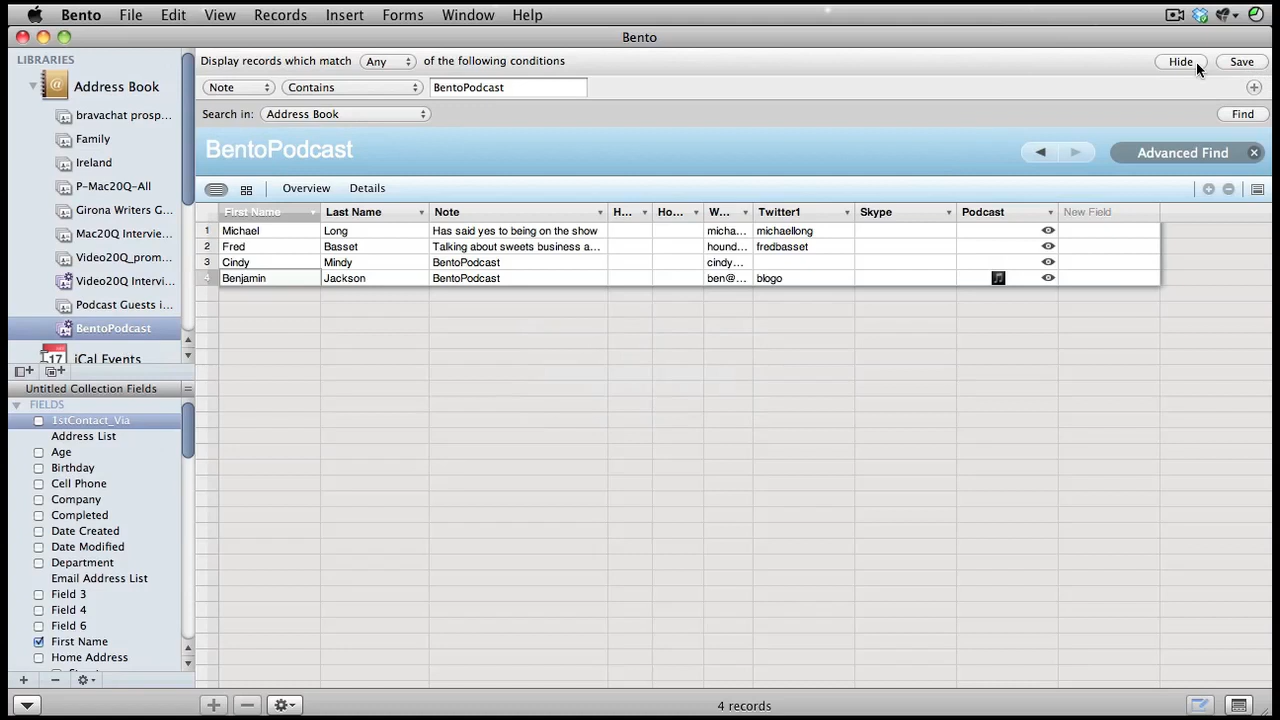 Bento File Edit View Records Insert Forms Window Help
Bento
LIBRARIES
Address Book
bravachat prosp...
Family
Ireland
P-Mac20Q-All
Girona Writers G...
Mac20Q Intervie...
Video20Q_prom...
Video20Q Intervi...
Podcast Guests i...
BentoPodcast
17 iCal Events
Display records which match Any of the following conditions Hide Save
Note Contains BentoPodcast
Search in: Address Book Find
BentoPodcast Advanced Find
Overview Details
First Name Last Name Note H... Ho... W... Twitter1 Skype Podcast New Field
1 Michael Long Has said yes to being on the show micha... michaellong
2 Fred Basset Talking about sweets business a... hound... fredbasset
3 Cindy Mindy BentoPodcast cindy...
4 Benjamin Jackson BentoPodcast ben@... blogo
Untitled Collection Fields
FIELDS
1stContact_Via
Address List
Age
Birthday
Cell Phone
Company
Completed
Date Created
Date Modified
Department
Email Address List
Field 3
Field 4
Field 6
First Name
Home Address
4 records